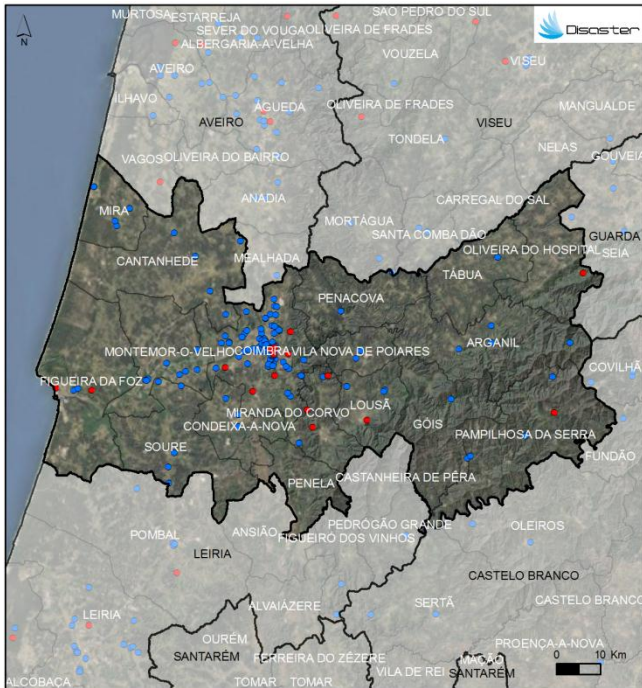 MURTOSA
ESTARREJA
SÃO PEDRO DO SUL
SEVER DO VOUGA
OLIVEIRA DE FRADES
ALBERGARIA-A-VELHA
VOUZELA
Disaster
N
AVEIRO
VISEU
ÍLHAVO
ÁGUEDA
OLIVEIRA DE FRADES
MANGUALDE
AVEIRO
VISEU
TONDELA
NELAS
VAGOS
OLIVEIRA DO BAIRRO
GOUVEIA
ANADIA
CARREGAL DO SAL
MIRA
MORTÁGUA
SANTA COMBA DÃO
GUARDA
CANTANHEDE
MEALHADA
OLIVEIRA DO HOSPITAL
SEIA
TÁBUA
PENACOVA
MONTEMOR-O-VELHO
COIMBRA
VILA NOVA DE POIARES
ARGANIL
COVILHÃ
FIGUEIRA DA FOZ
MIRANDA DO CORVO
LOUSÃ
CONDEIXA-A-NOVA
GÓIS
SOURE
PAMPILHOSA DA SERRA
FUNDÃO
PENELA
CASTANHEIRA DE PÊRA
POMBAL
ANSIÃO
PEDRÓGÃO GRANDE
OLEIROS
FIGUEIRÓ DOS VINHOS
LEIRIA
CASTELO BRANCO
LEIRIA
ALVAIÁZERE
SERTÃ
CASTELO BRANCO
OURÉM
SANTARÉM
FERREIRA DO ZÊZERE
PROENÇA-A-NOVA
MAÇÃO
ALCOBAÇA
TOMAR
TOMAR
VILA DE REI
SANTARÉM
0
10 Km